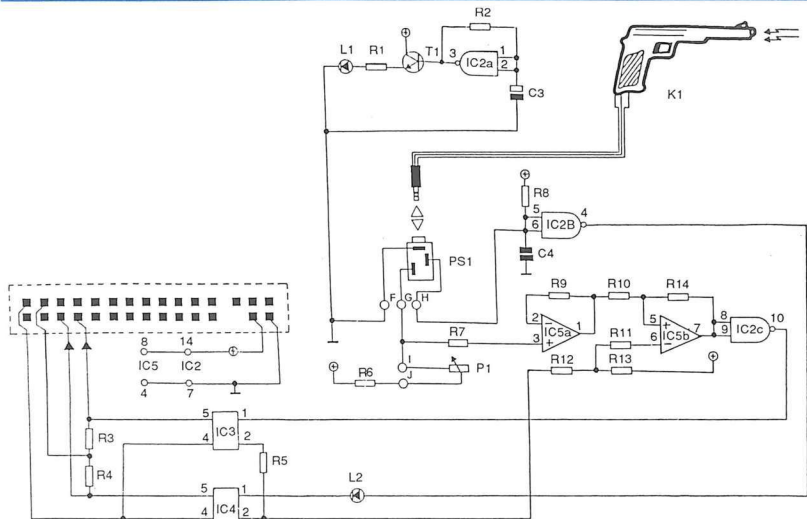 R2
L1 R1 T1 3 IC2a 1
2
C3
K1
R8
5 4
6 IC2B
C4
PS1
F G H
R9 R10 R14
2 IC5a 1
3 +
R7
5 + 7 8 10
6 − IC5b 9 IC2c
R11
I
J P1
R6
R12 R13
8 14
IC5 IC2
4 7
5 1
R3 IC3
4 2
R4 R5
L2
5 1
IC4
4 2